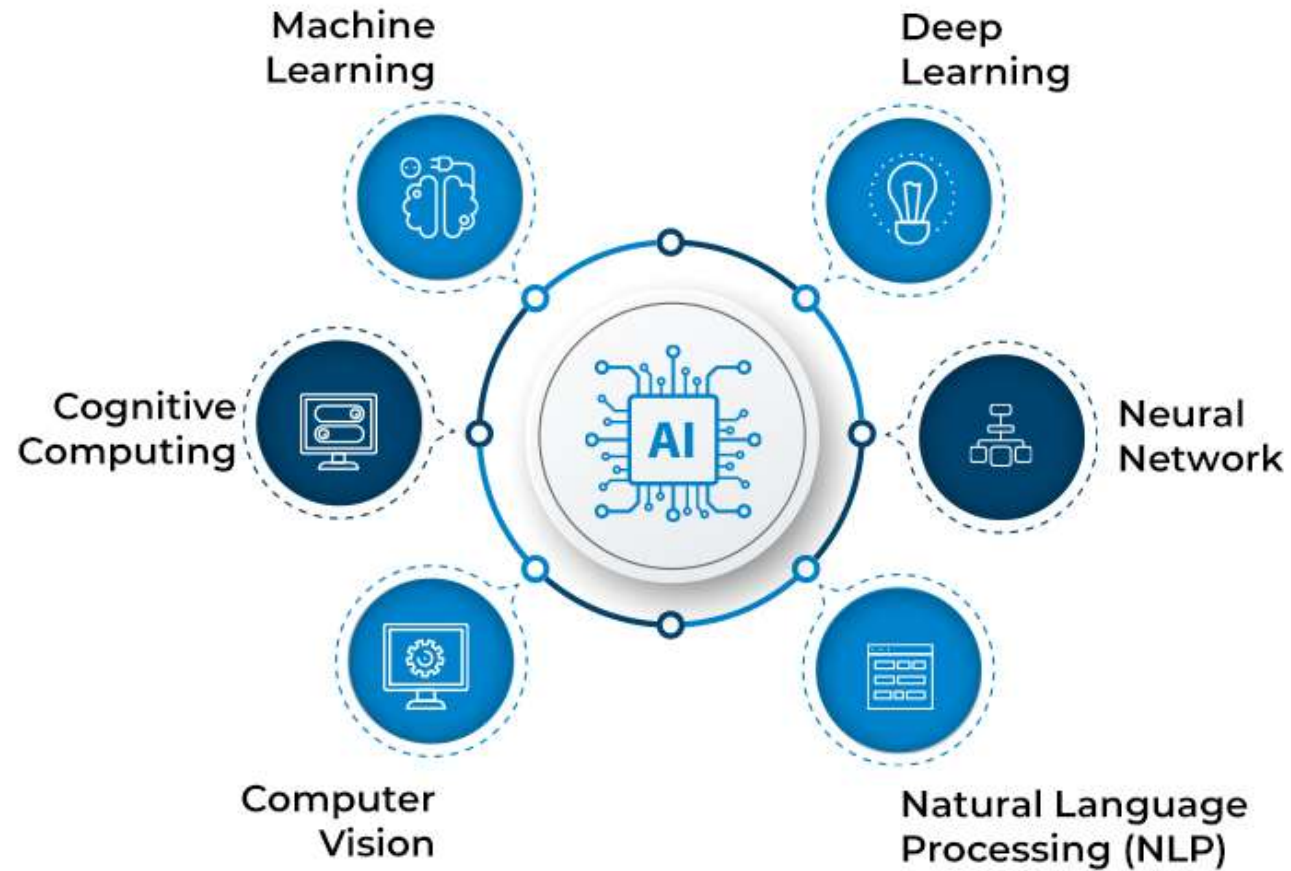 Machine
Learning
Deep
Learning
Cognitive
Computing
AI
Neural
Network
Computer
Vision
Natural Language
Processing (NLP)